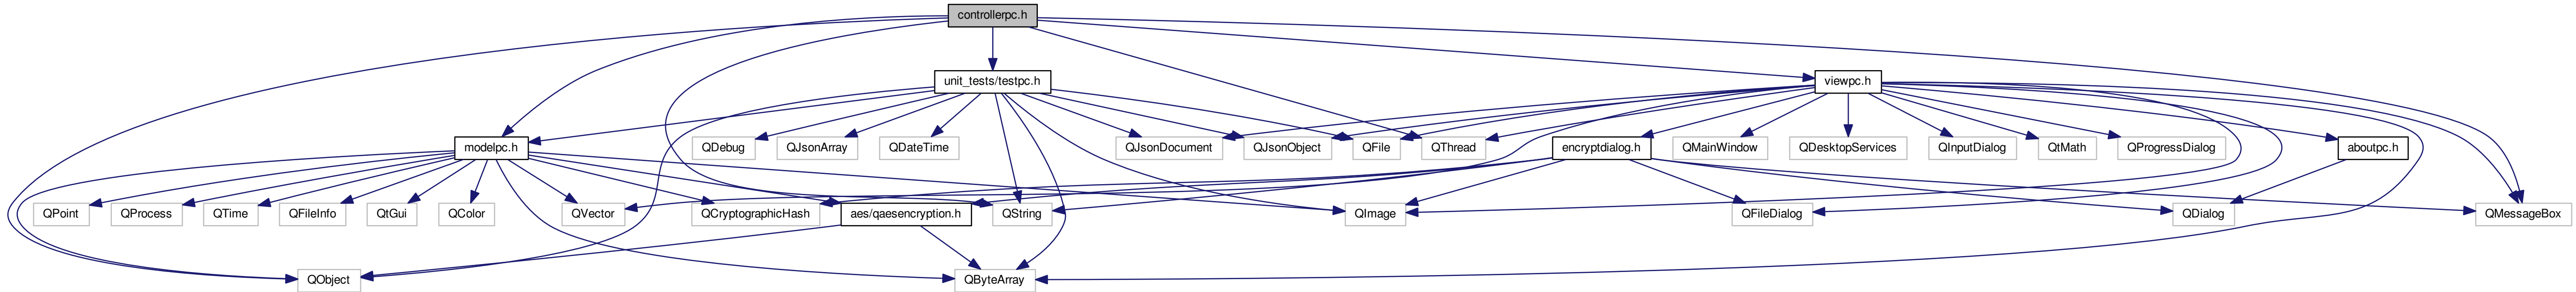 controllerpc.h
unit_tests/testpc.h
viewpc.h
modelpc.h
QDebug
QJsonArray
QDateTime
QJsonDocument
QJsonObject
QFile
QThread
encryptdialog.h
QMainWindow
QDesktopServices
QInputDialog
QtMath
QProgressDialog
aboutpc.h
QPoint
QProcess
QTime
QFileInfo
QtGui
QColor
QVector
QCryptographicHash
aes/qaesencryption.h
QString
QImage
QFileDialog
QDialog
QMessageBox
QObject
QByteArray